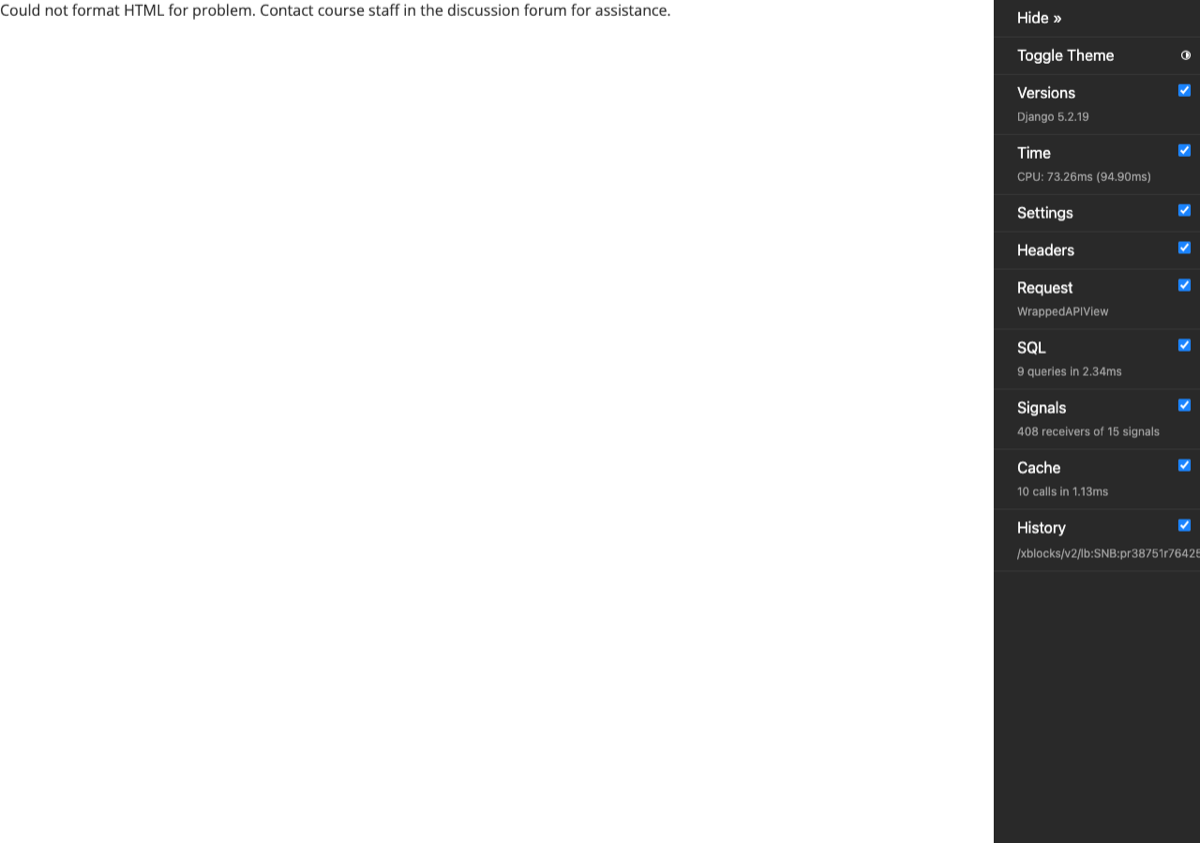 Could not format HTML for problem. Contact course staff in the discussion forum for assistance.
Hide »
Toggle Theme
Versions
Django 5.2.19
Time
CPU: 73.26ms (94.90ms)
Settings
Headers
Request
WrappedAPIView
SQL
9 queries in 2.34ms
Signals
408 receivers of 15 signals
Cache
10 calls in 1.13ms
History
/xblocks/v2/lb:SNB:pr38751r76425